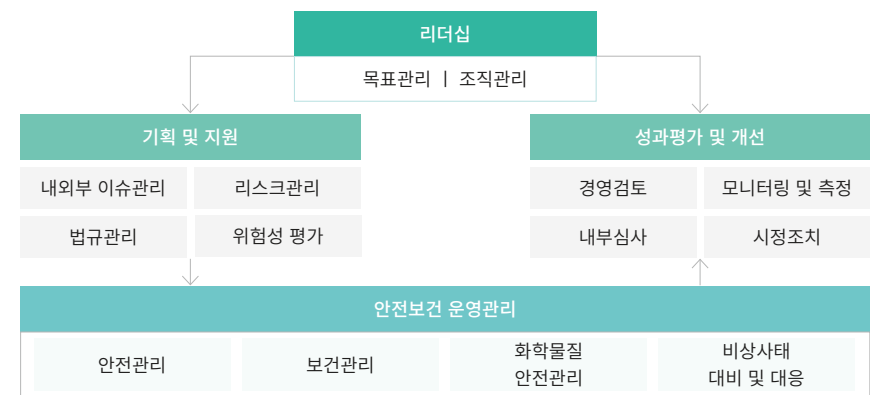 리더십
목표관리 | 조직관리
기획 및 지원
내외부 이슈관리
리스크관리
법규관리
위험성 평가
성과평가 및 개선
경영검토
모니터링 및 측정
내부심사
시정조치
안전보건 운영관리
안전관리
보건관리
화학물질
안전관리
비상사태
대비 및 대응